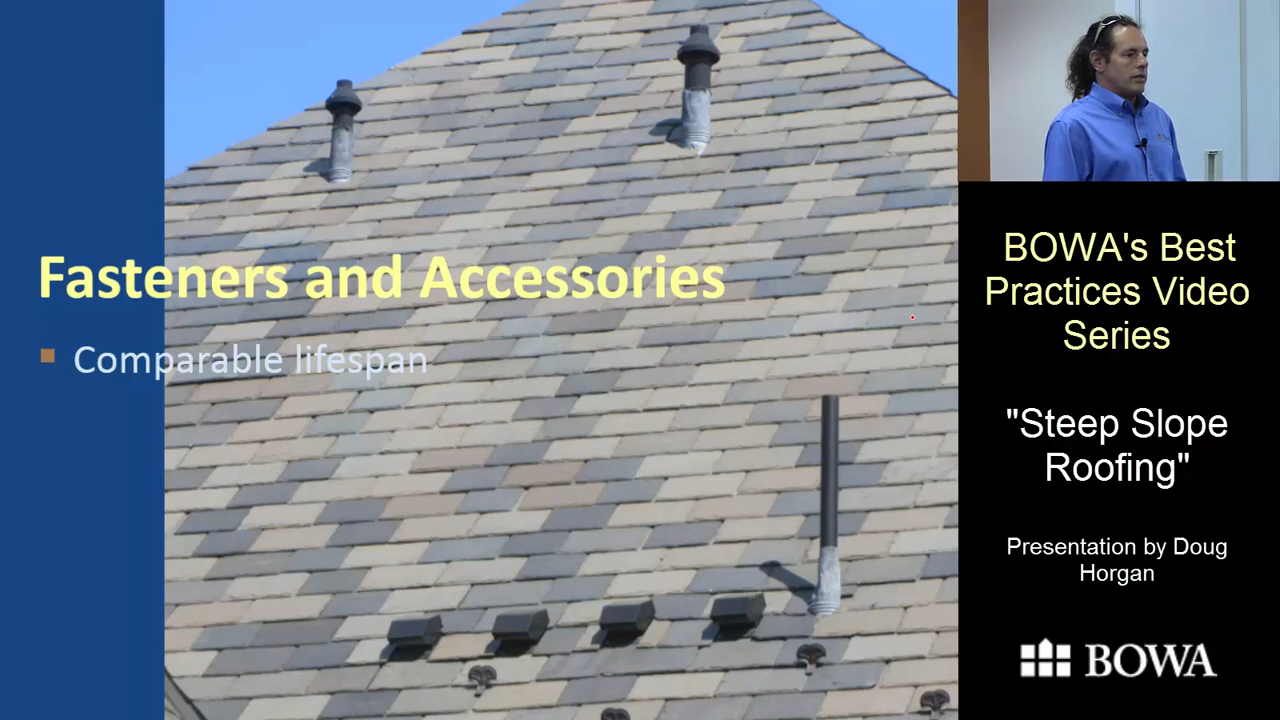 Fasteners and Accessories
Comparable lifespan
BOWA's Best
Practices Video
Series
"Steep Slope
Roofing"
Presentation by Doug
Horgan
BOWA